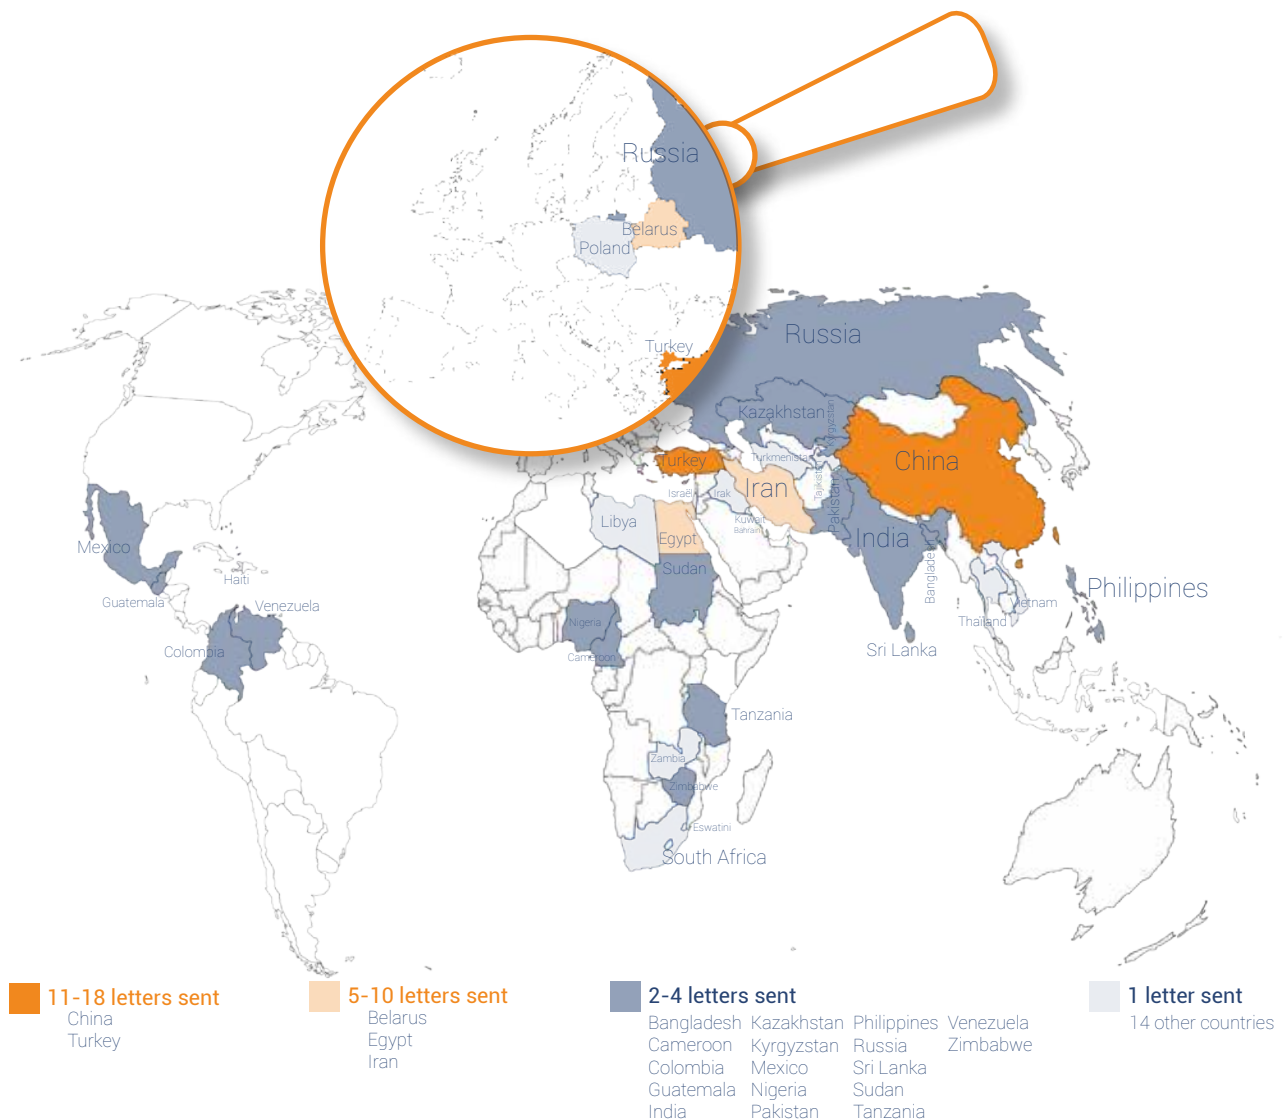 Russia
Belarus
Poland
Turkey
Russia
Kazakhstan
Kyrgyzstan
China
Turkey
Turkmenistan
Tajikistan
Iran
Israël
Irak
Pakistan
Libya
Kuwait
Bahrain
Egypt
India
Mexico
Sudan
Bangladesh
Haiti
Philippines
Guatemala
Venezuela
Vietnam
Nigeria
Thaïland
Colombia
Cameroon
Sri Lanka
Tanzania
Zambia
Zimbabwe
Eswatini
South Africa
11-18 letters sent
China
Turkey
5-10 letters sent
Belarus
Egypt
Iran
2-4 letters sent
Bangladesh Kazakhstan Philippines Venezuela
Cameroon Kyrgyzstan Russia Zimbabwe
Colombia Mexico Sri Lanka
Guatemala Nigeria Sudan
India Pakistan Tanzania
1 letter sent
14 other countries